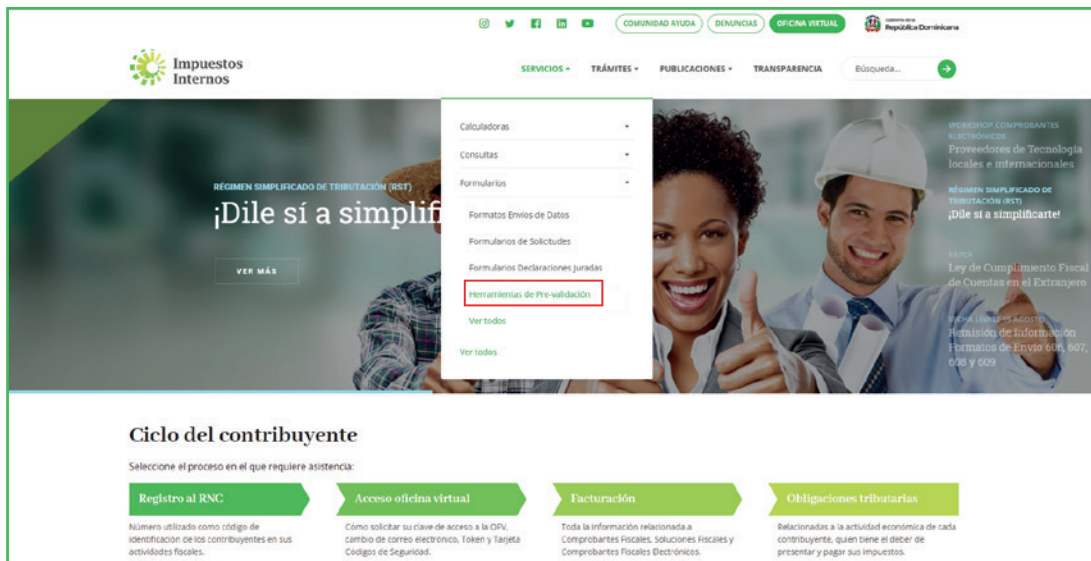 COMUNIDAD AYUDA
DENUNCIAS
OFICINA VIRTUAL
GOBIERNO DE LA
República Dominicana
Impuestos
Internos
SERVICIOS
TRÁMITES
PUBLICACIONES
TRANSPARENCIA
Búsqueda...
Calculadoras
Consultas
Formularios
Formatos Envíos de Datos
Formularios de Solicitudes
Formularios Declaraciones Juradas
Herramientas de Pre-validación
Ver todos
Ver todos
RÉGIMEN SIMPLIFICADO DE TRIBUTACIÓN (RST)
¡Dile sí a simplif
VER MÁS
WORKSHOP COMPROBANTES
ELECTRÓNICOS
Proveedores de Tecnología
locales e internacionales
RÉGIMEN SIMPLIFICADO DE
TRIBUTACIÓN (RST)
¡Dile sí a simplificarte!
FATCA
Ley de Cumplimiento Fiscal
de Cuentas en el Extranjero
FECHA LÍMITE 15 AGOSTO
Remisión de Información
Formatos de Envío 606, 607,
608 y 609
Ciclo del contribuyente
Seleccione el proceso en el que requiere asistencia:
Registro al RNC
Número utilizado como código de
identificación de los contribuyentes en sus
actividades fiscales.
Acceso oficina virtual
Cómo solicitar su clave de acceso a la OFV,
cambio de correo electrónico, Token y Tarjeta
Códigos de Seguridad.
Facturación
Toda la información relacionada a
Comprobantes Fiscales, Soluciones Fiscales y
Comprobantes Fiscales Electrónicos.
Obligaciones tributarias
Relacionadas a la actividad económica de cada
contribuyente, quien tiene el deber de
presentar y pagar sus impuestos.